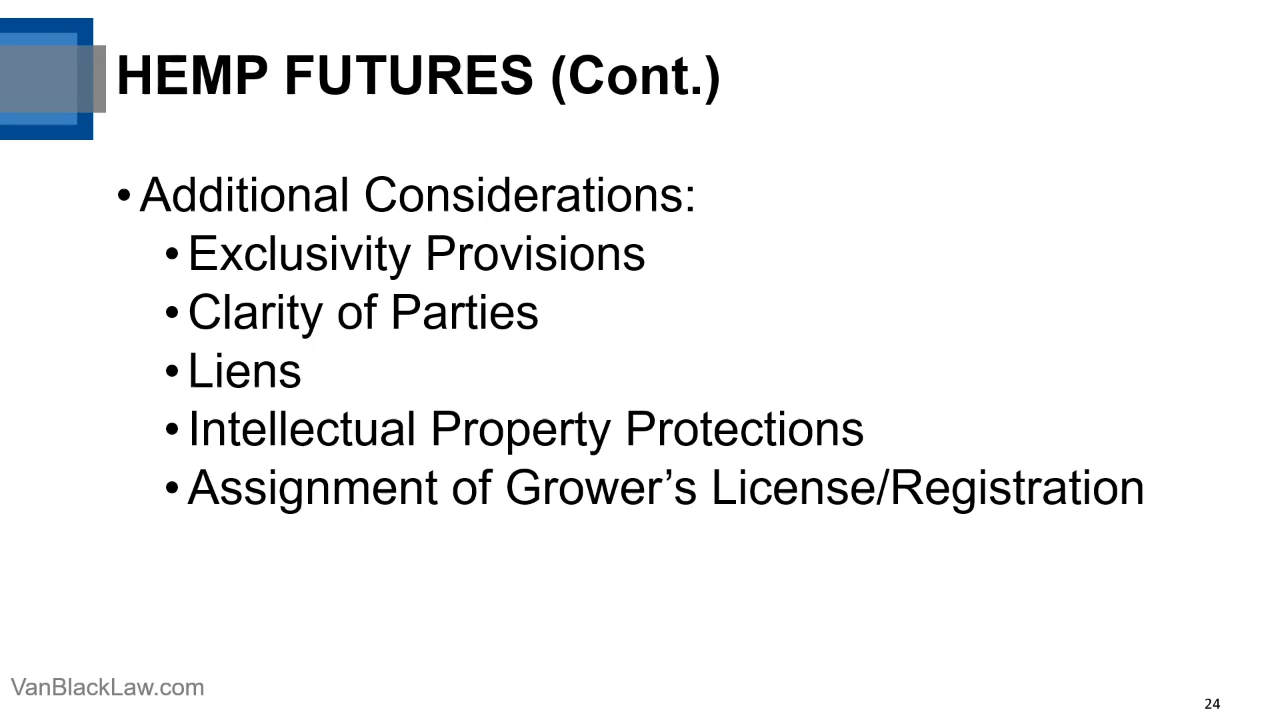 HEMP FUTURES (Cont.)
• Additional Considerations:
• Exclusivity Provisions
• Clarity of Parties
• Liens
• Intellectual Property Protections
• Assignment of Grower’s License/Registration
VanBlackLaw.com
24